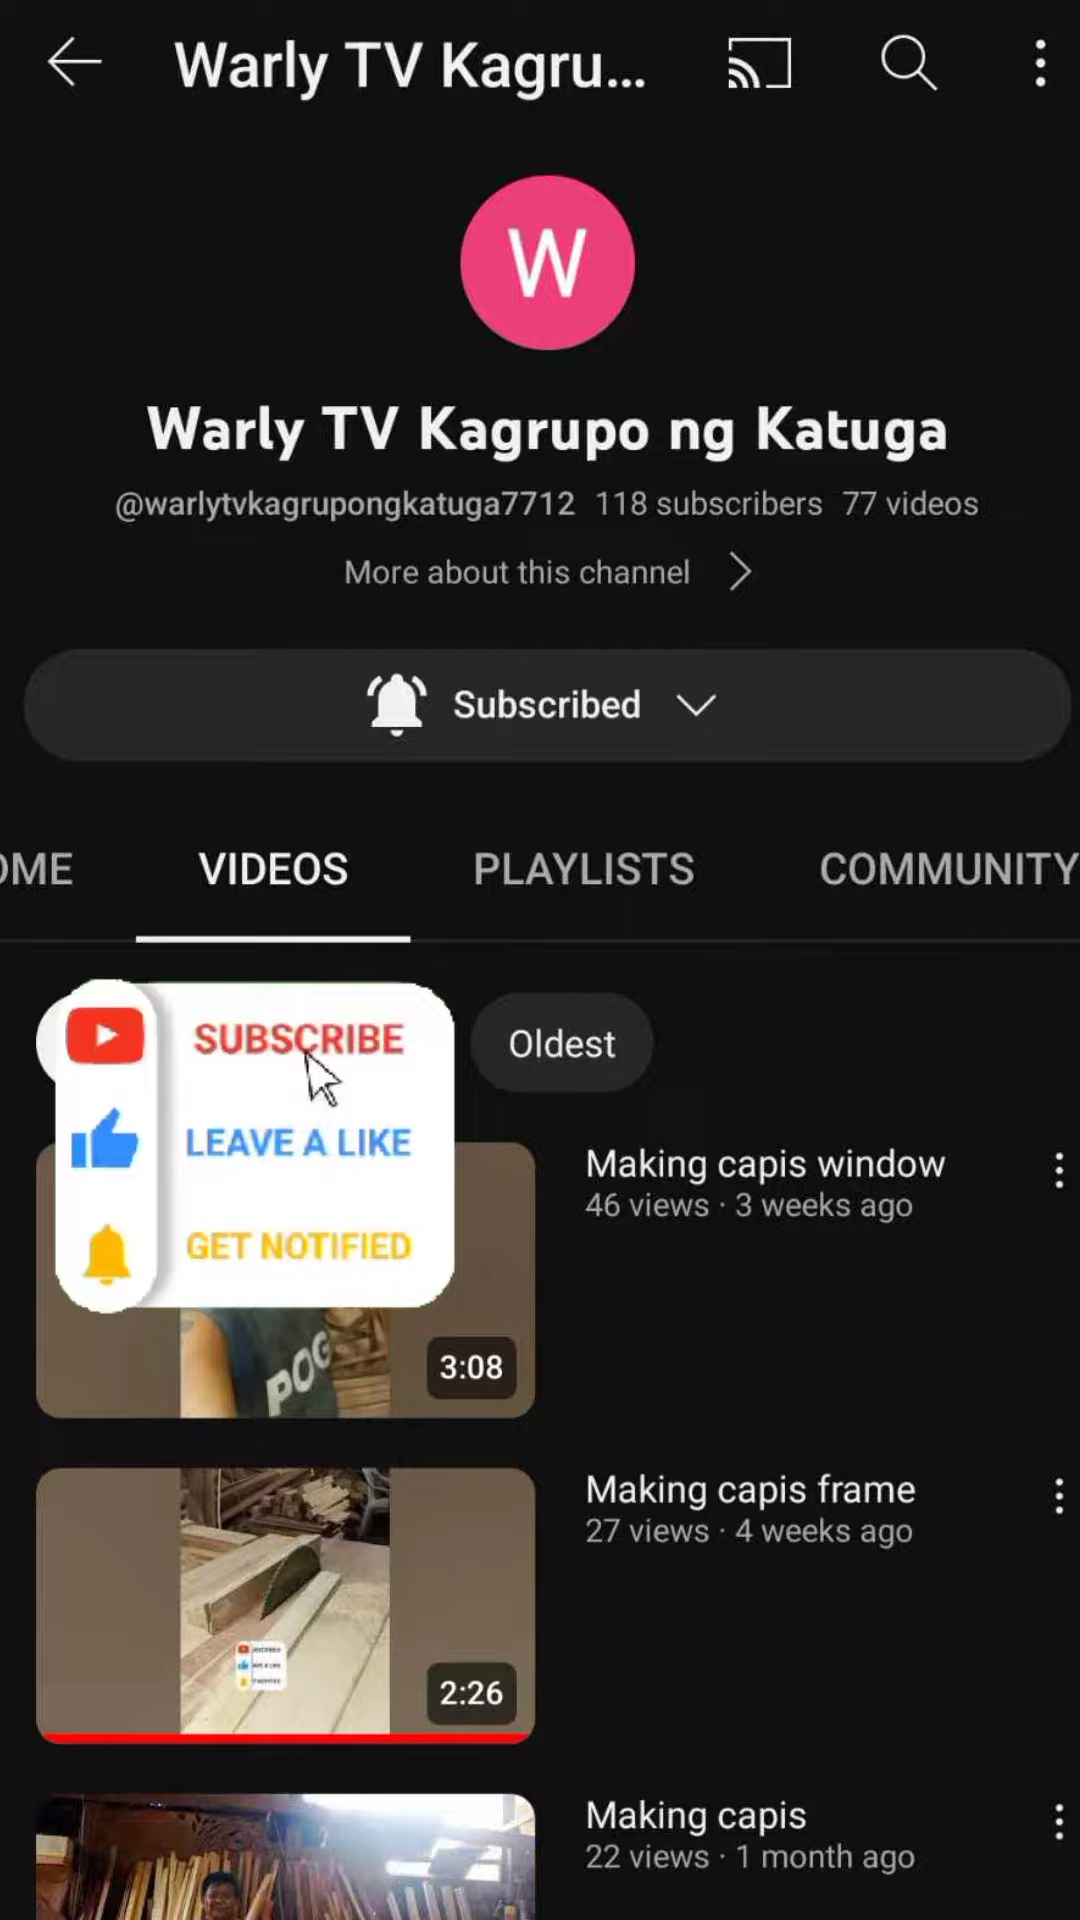 Warly TV Kagru...
W
Warly TV Kagrupo ng Katuga
@warlytvkagrupongkatuga7712 118 subscribers 77 videos
More about this channel
Subscribed
OME VIDEOS PLAYLISTS COMMUNITY
SUBSCRIBE
LEAVE A LIKE
GET NOTIFIED
Oldest
Making capis window
46 views · 3 weeks ago
POG
3:08
Making capis frame
27 views · 4 weeks ago
2:26
Making capis
22 views · 1 month ago